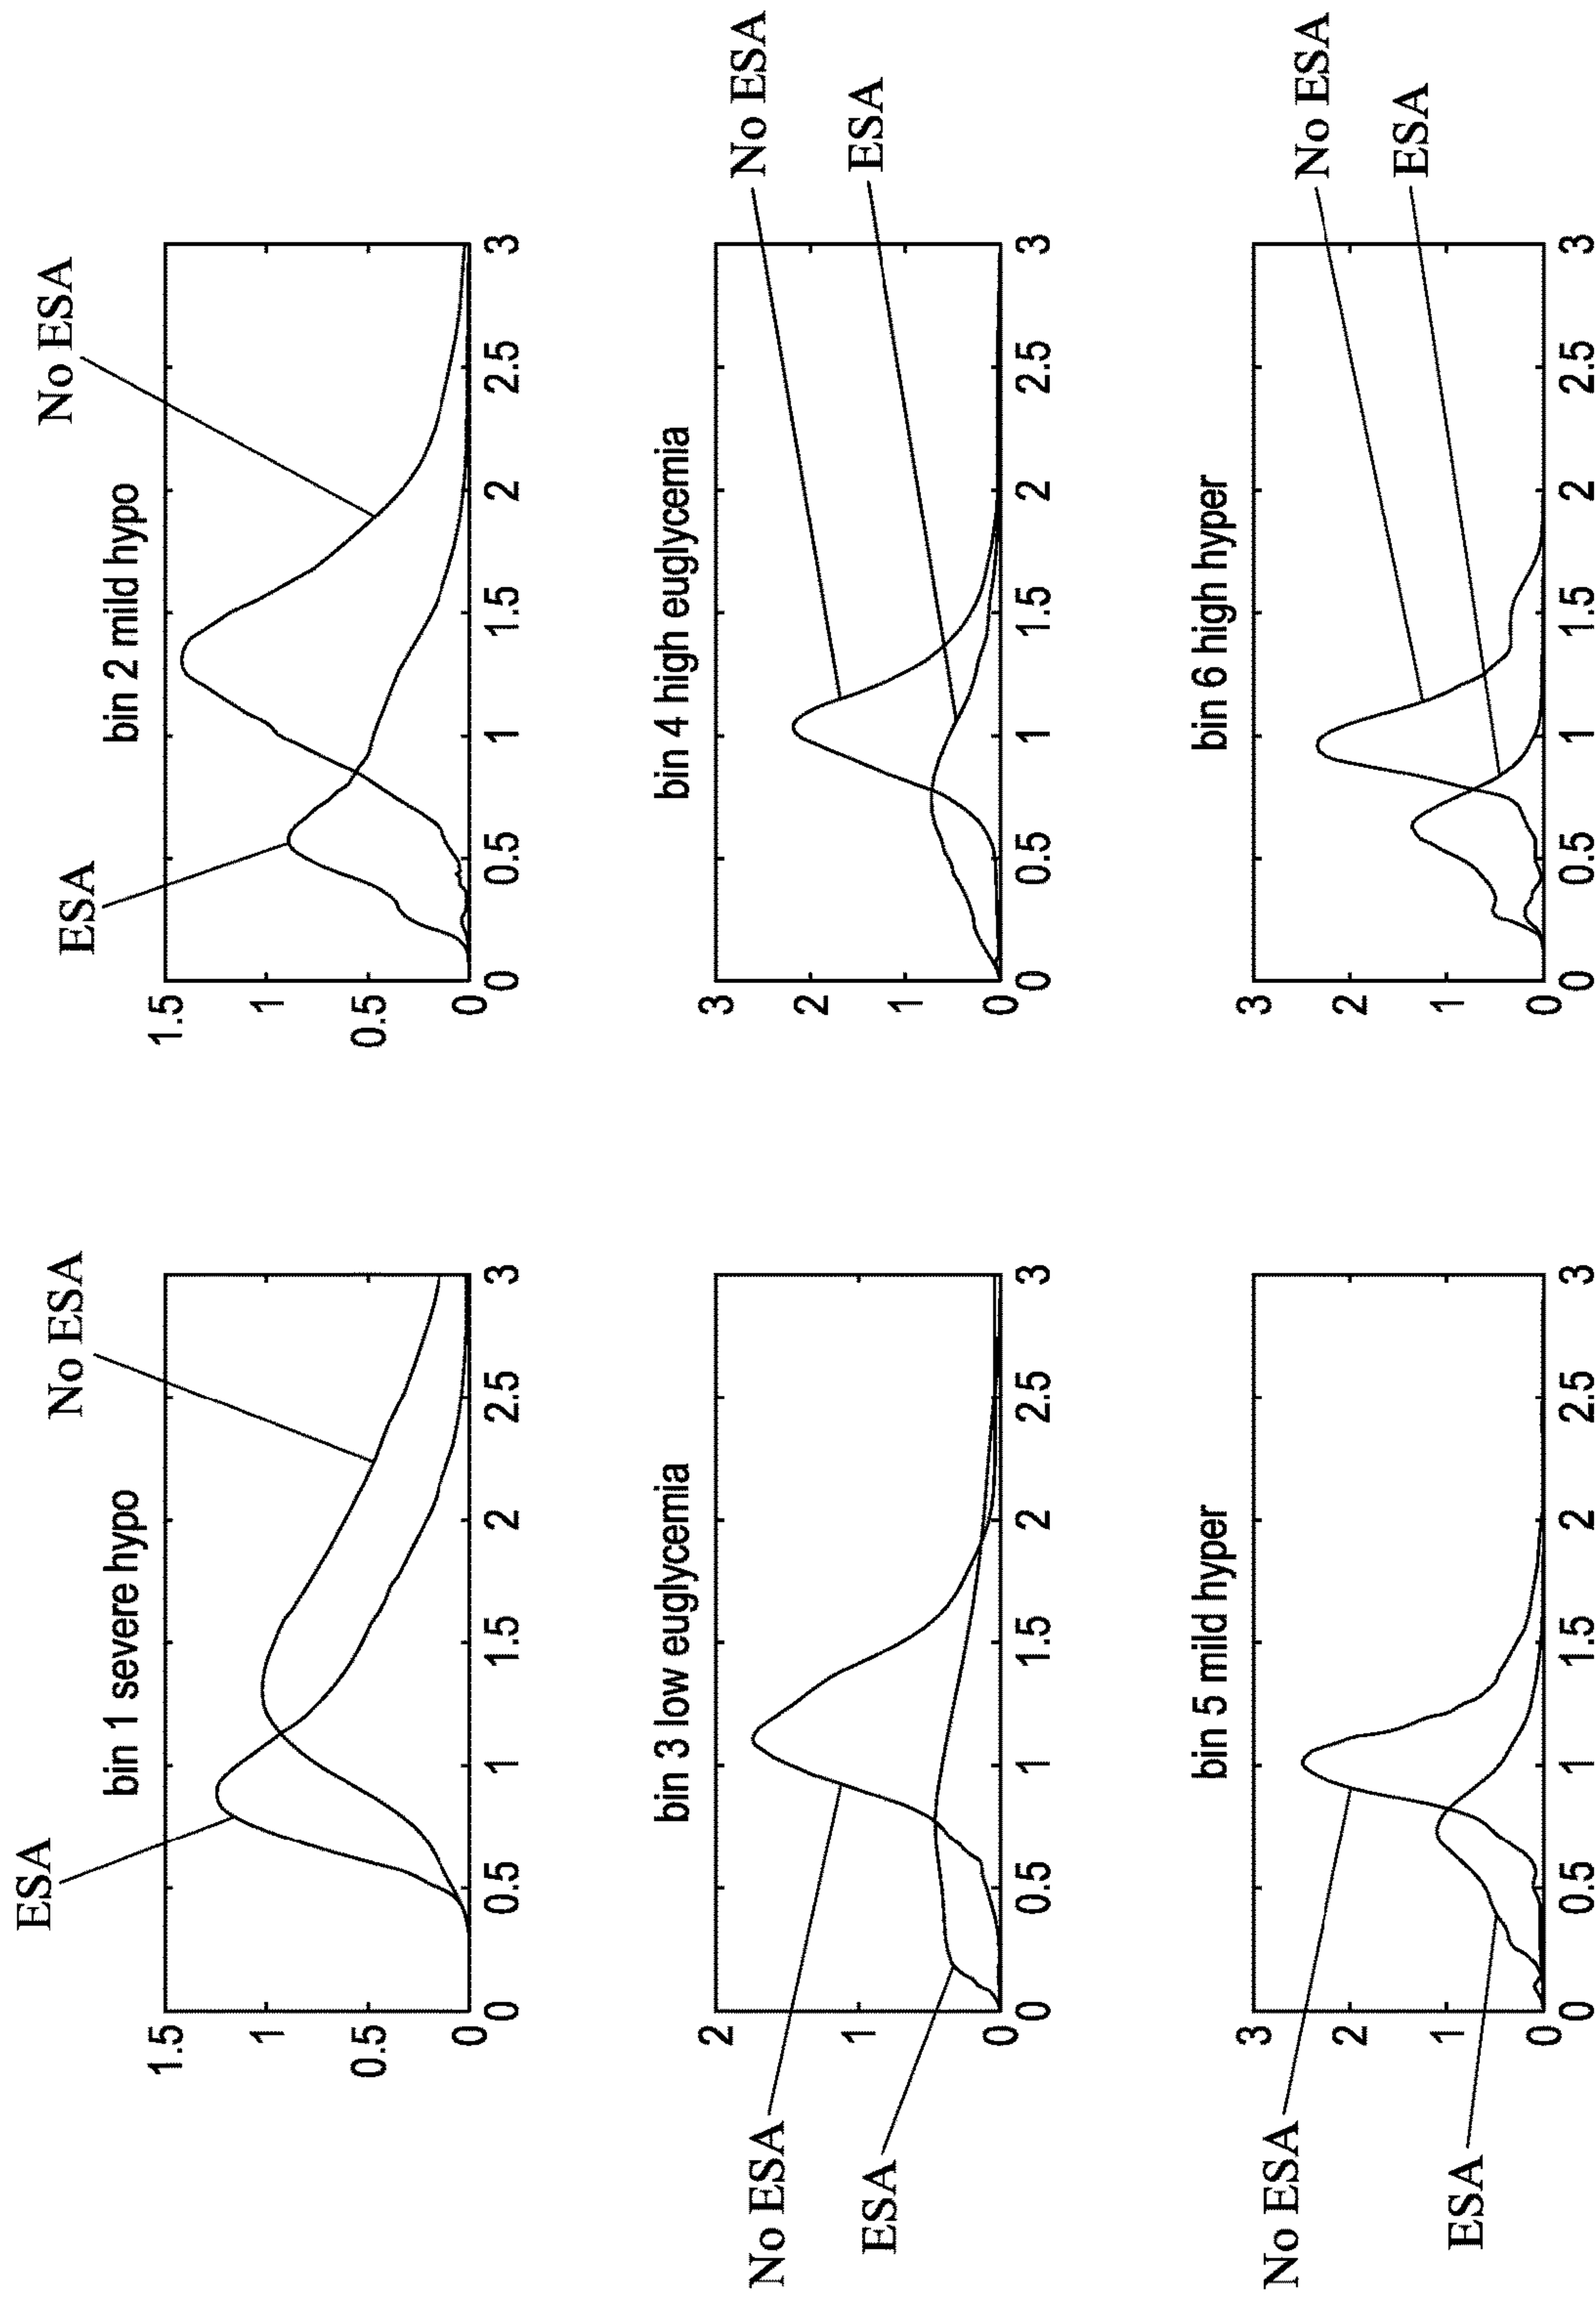 ESA
No ESA
bin 1 severe hypo
1.5
1
0.5
0
0 0.5 1 1.5 2 2.5 3
ESA
No ESA
bin 2 mild hypo
1.5
1
0.5
0
0 0.5 1 1.5 2 2.5 3
bin 3 low euglycemia
No ESA
ESA
2
1
0
0 0.5 1 1.5 2 2.5 3
bin 4 high euglycemia
No ESA
ESA
3
2
1
0
0 0.5 1 1.5 2 2.5 3
bin 5 mild hyper
No ESA
ESA
3
2
1
0
0 0.5 1 1.5 2 2.5 3
bin 6 high hyper
No ESA
ESA
3
2
1
0
0 0.5 1 1.5 2 2.5 3